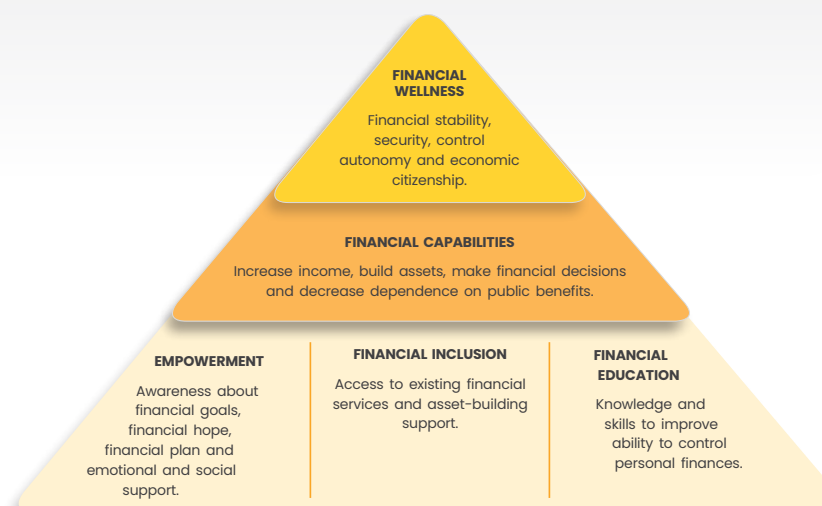 FINANCIAL
WELLNESS
Financial stability,
security, control
autonomy and economic
citizenship.
FINANCIAL CAPABILITIES
Increase income, build assets, make financial decisions
and decrease dependence on public benefits.
EMPOWERMENT
Awareness about
financial goals,
financial hope,
financial plan and
emotional and social
support.
FINANCIAL INCLUSION
Access to existing financial
services and asset-building
support.
FINANCIAL
EDUCATION
Knowledge and
skills to improve
ability to control
personal finances.